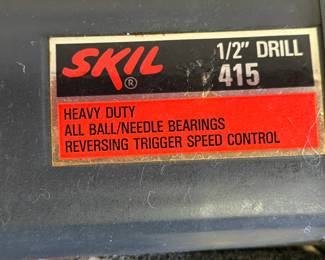 SKIL® 1/2" DRILL
415
HEAVY DUTY
ALL BALL/NEEDLE BEARINGS
REVERSING TRIGGER SPEED CONTROL